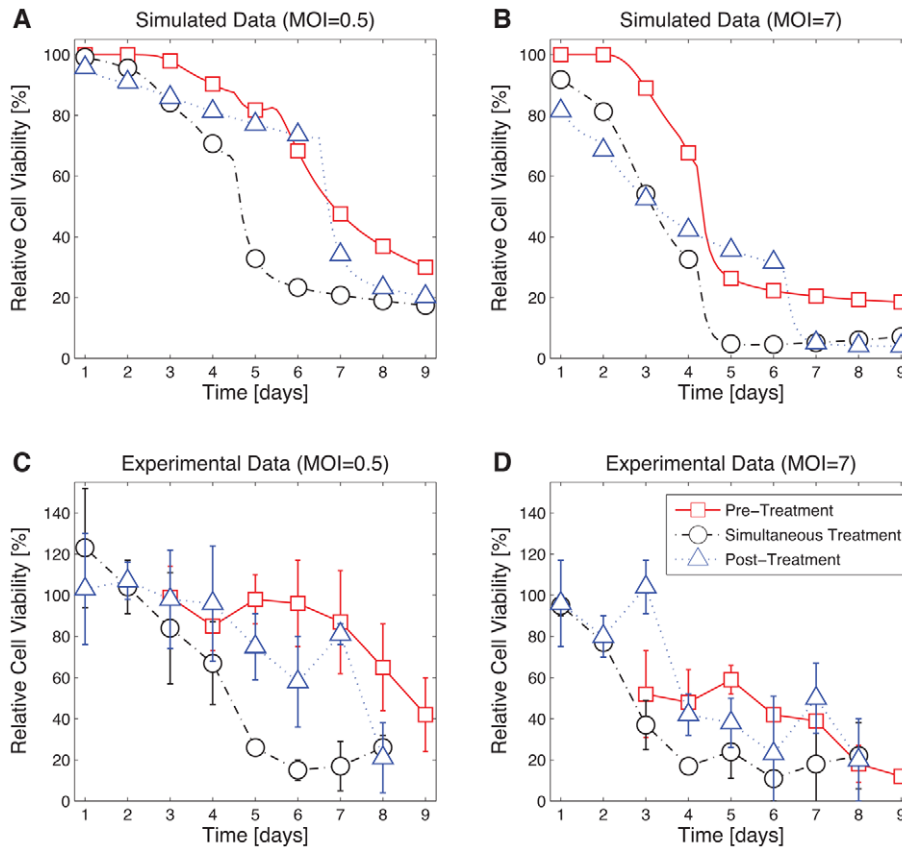 A
Simulated Data (MOI=0.5)
Relative Cell Viability [%]
100
80
60
40
20
0
1 2 3 4 5 6 7 8 9
Time [days]
B
Simulated Data (MOI=7)
Relative Cell Viability [%]
100
80
60
40
20
0
1 2 3 4 5 6 7 8 9
Time [days]
C
Experimental Data (MOI=0.5)
Relative Cell Viability [%]
140
120
100
80
60
40
20
0
1 2 3 4 5 6 7 8 9
Time [days]
D
Experimental Data (MOI=7)
Relative Cell Viability [%]
140
120
100
80
60
40
20
0
1 2 3 4 5 6 7 8 9
Time [days]
Pre-Treatment
Simultaneous Treatment
Post-Treatment